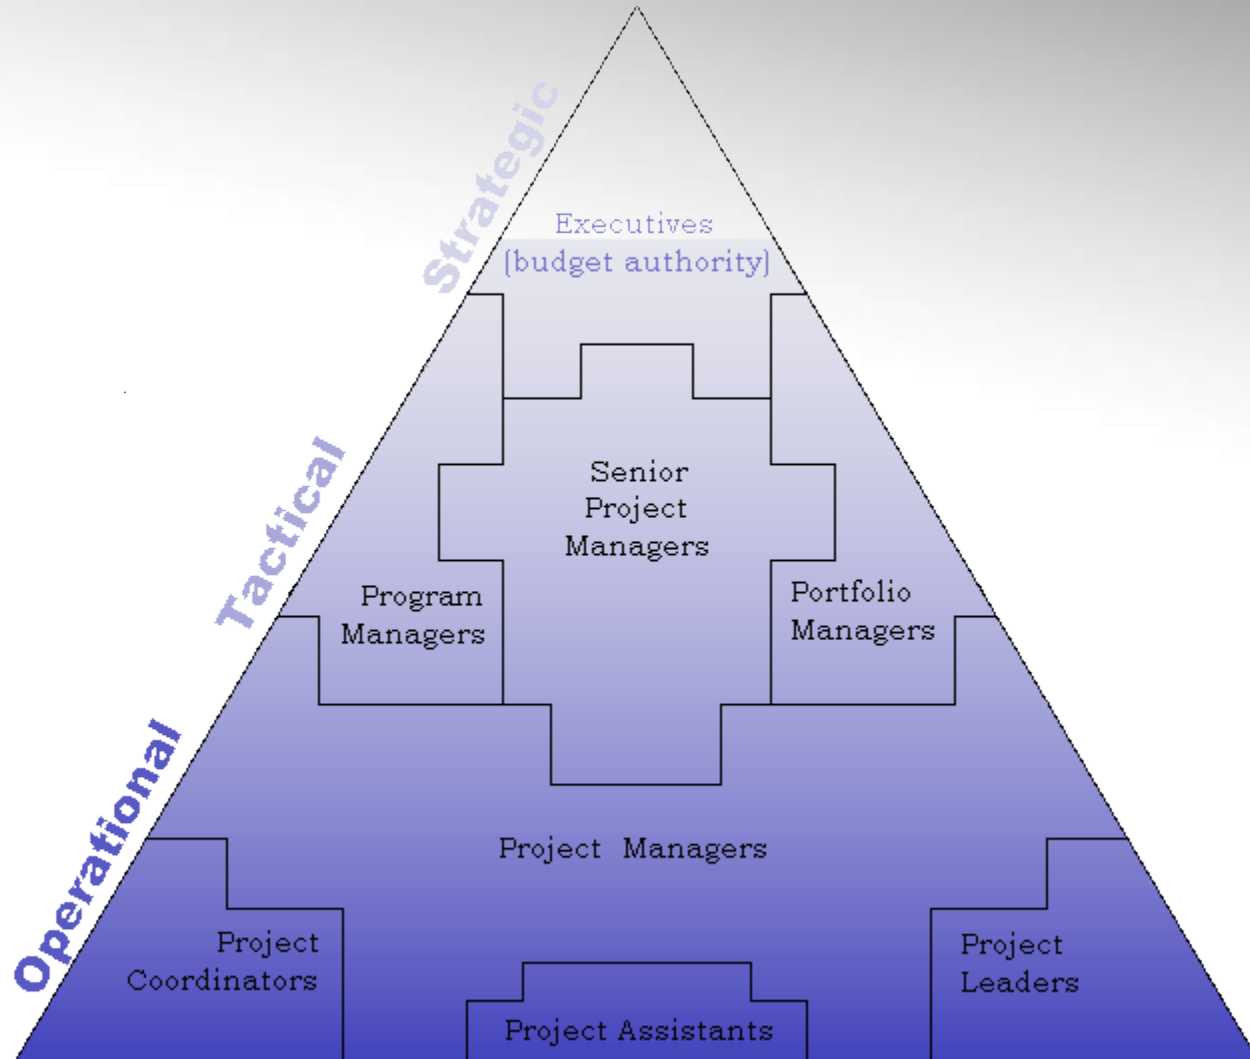 Strategic
Executives
(budget authority)
Tactical
Senior
Project
Managers
Program
Managers
Portfolio
Managers
Operational
Project Managers
Project
Coordinators
Project
Leaders
Project Assistants